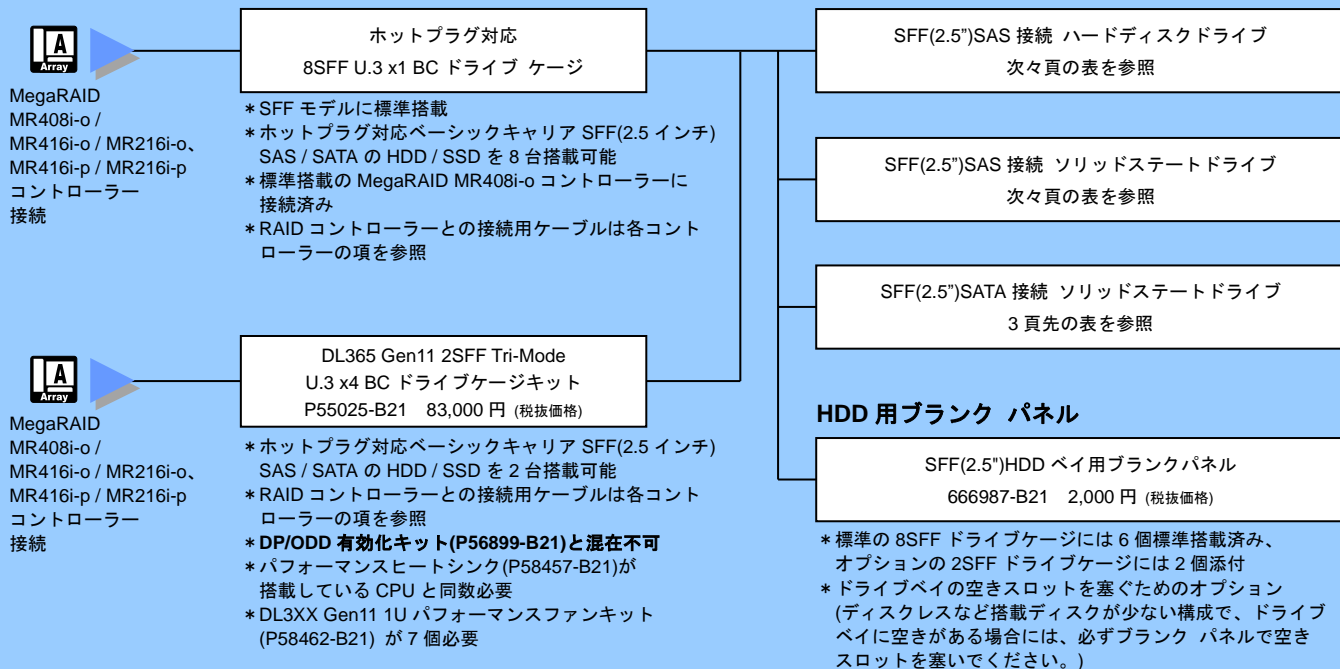 A
Array
MegaRAID
MR408i-o /
MR416i-o / MR216i-o、
MR416i-p / MR216i-p
コントローラー
接続
ホットプラグ対応
8SFF U.3 x1 BC ドライブ ケージ
＊SFF モデルに標準搭載
＊ホットプラグ対応ベーシックキャリア SFF(2.5 インチ)
SAS / SATA の HDD / SSD を 8 台搭載可能
＊標準搭載の MegaRAID MR408i-o コントローラーに
接続済み
＊RAID コントローラーとの接続用ケーブルは各コント
ローラーの項を参照
A
Array
MegaRAID
MR408i-o /
MR416i-o / MR216i-o、
MR416i-p / MR216i-p
コントローラー
接続
DL365 Gen11 2SFF Tri-Mode
U.3 x4 BC ドライブケージキット
P55025-B21 83,000 円 (税抜価格)
＊ホットプラグ対応ベーシックキャリア SFF(2.5 インチ)
SAS / SATA の HDD / SSD を 2 台搭載可能
＊RAID コントローラーとの接続用ケーブルは各コント
ローラーの項を参照
＊DP/ODD 有効化キット(P56899-B21)と混在不可
＊パフォーマンスヒートシンク(P58457-B21)が
搭載している CPU と同数必要
＊DL3XX Gen11 1U パフォーマンスファンキット
(P58462-B21) が 7 個必要
SFF(2.5”)SAS 接続 ハードディスクドライブ
次々頁の表を参照
SFF(2.5”)SAS 接続 ソリッドステートドライブ
次々頁の表を参照
SFF(2.5”)SATA 接続 ソリッドステートドライブ
3 頁先の表を参照
HDD 用ブランク パネル
SFF(2.5")HDD ベイ用ブランクパネル
666987-B21 2,000 円 (税抜価格)
＊標準の 8SFF ドライブケージには 6 個標準搭載済み、
オプションの 2SFF ドライブケージには 2 個添付
＊ドライブベイの空きスロットを塞ぐためのオプション
(ディスクレスなど搭載ディスクが少ない構成で、ドライブ
ベイに空きがある場合には、必ずブランク パネルで空き
スロットを塞いでください。)